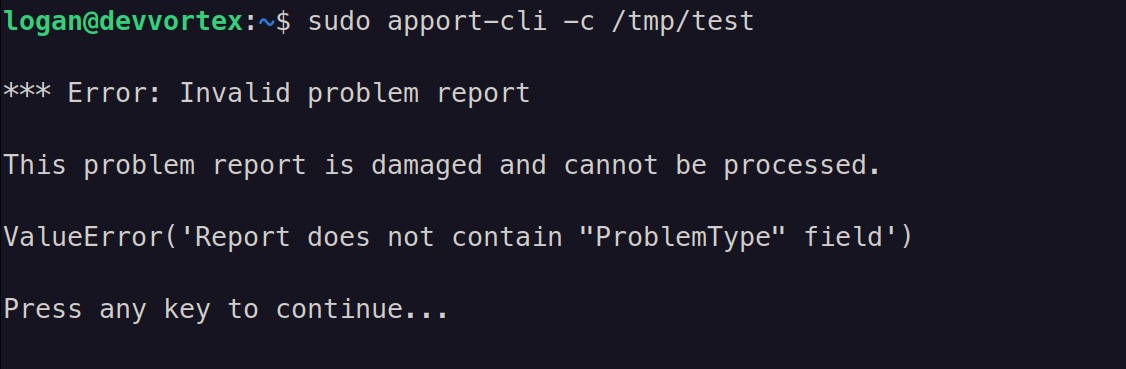 logan@devvortex:~$ sudo apport-cli -c /tmp/test
*** Error: Invalid problem report
This problem report is damaged and cannot be processed.
ValueError('Report does not contain "ProblemType" field')
Press any key to continue...